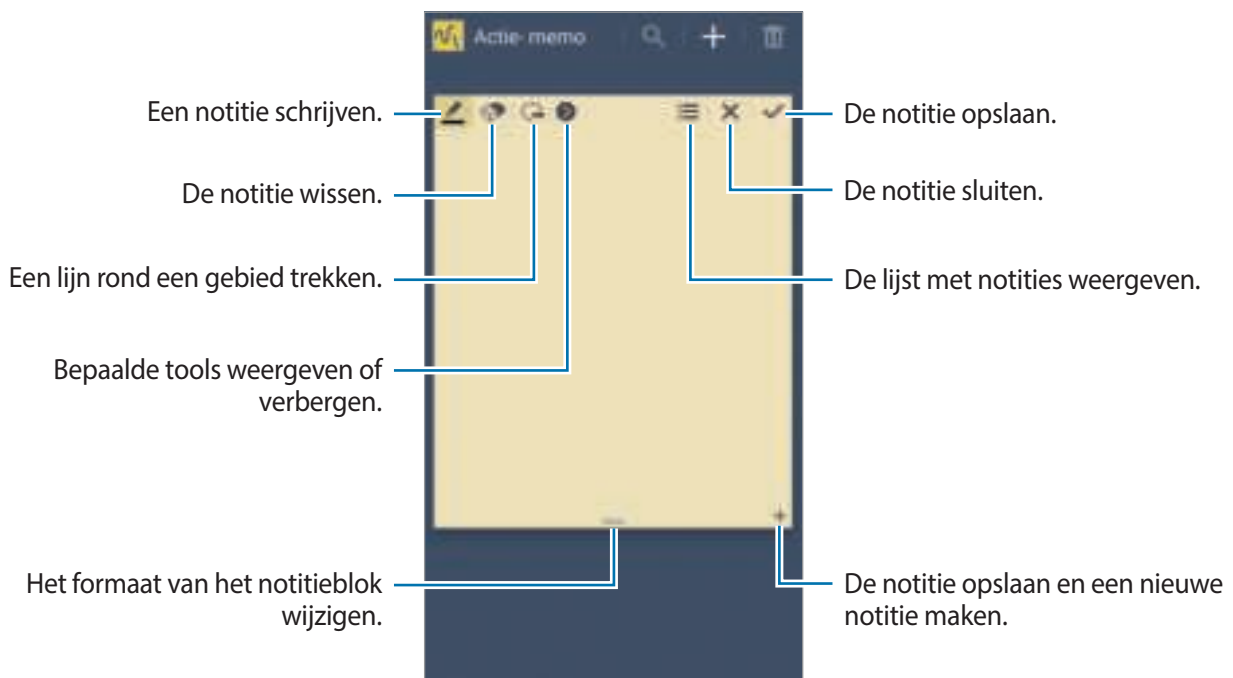 Actie- memo
Een notitie schrijven.
De notitie opslaan.
De notitie wissen.
De notitie sluiten.
Een lijn rond een gebied trekken.
De lijst met notities weergeven.
Bepaalde tools weergeven of
verbergen.
Het formaat van het notitieblok
wijzigen.
De notitie opslaan en een nieuwe
notitie maken.